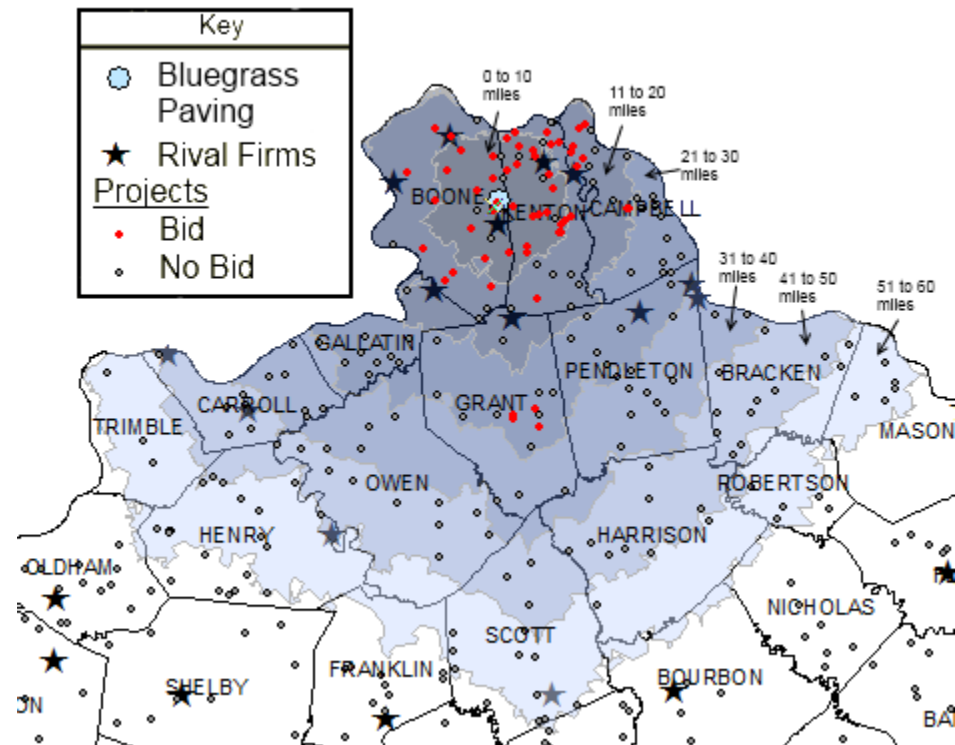 Key
Bluegrass
Paving
Rival Firms
Projects
Bid
No Bid
0 to 10
miles
11 to 20
miles
21 to 30
miles
BOONE
KENTON
CAMPBELL
31 to 40
miles
41 to 50
miles
51 to 60
miles
GALLATIN
PENDLETON
BRACKEN
CARROLL
GRANT
TRIMBLE
MASON
OWEN
ROBERTSON
HENRY
HARRISON
OLDHAM
NICHOLAS
SCOTT
FRANKLIN
BOURBON
SHELBY
ON
BAT